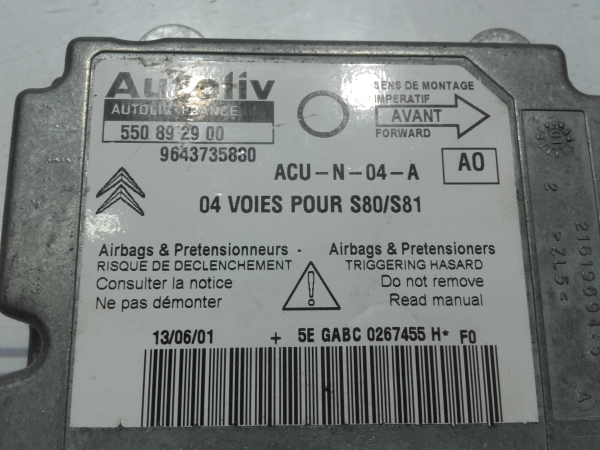 Autoliv
AUTOLIV FRANCE
550 89 29 00
9643735880
SENS DE MONTAGE
IMPERATIF
AVANT
FORWARD
ACU-N-04-A
A0
04 VOIES POUR S80/S81
Airbags & Pretensionneurs -
RISQUE DE DECLENCHEMENT
Consulter la notice
Ne pas démonter
Airbags & Pretensioners
TRIGGERING HASARD
Do not remove
Read manual
13/06/01 + 5E GABC 0267455 H* F0
2
>ZL5<
A